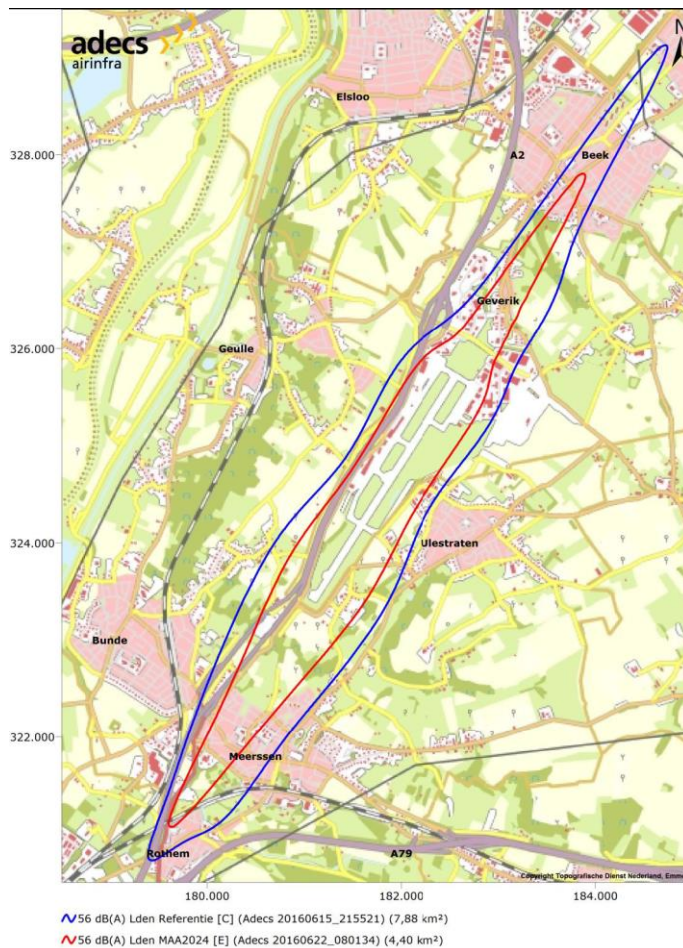 adecs
airinfra
N
Elsloo
328.000
A2
Beek
Geverik
326.000
Geulle
324.000
Ulestraten
Bunde
322.000
Meerssen
Rothem
A79
Copyright Topografische Dienst Nederland, Emme
180.000
182.000
184.000
56 dB(A) Lden Referentie [C] (Adecs 20160615_215521) (7,88 km²)
56 dB(A) Lden MAA2024 [E] (Adecs 20160622_080134) (4,40 km²)